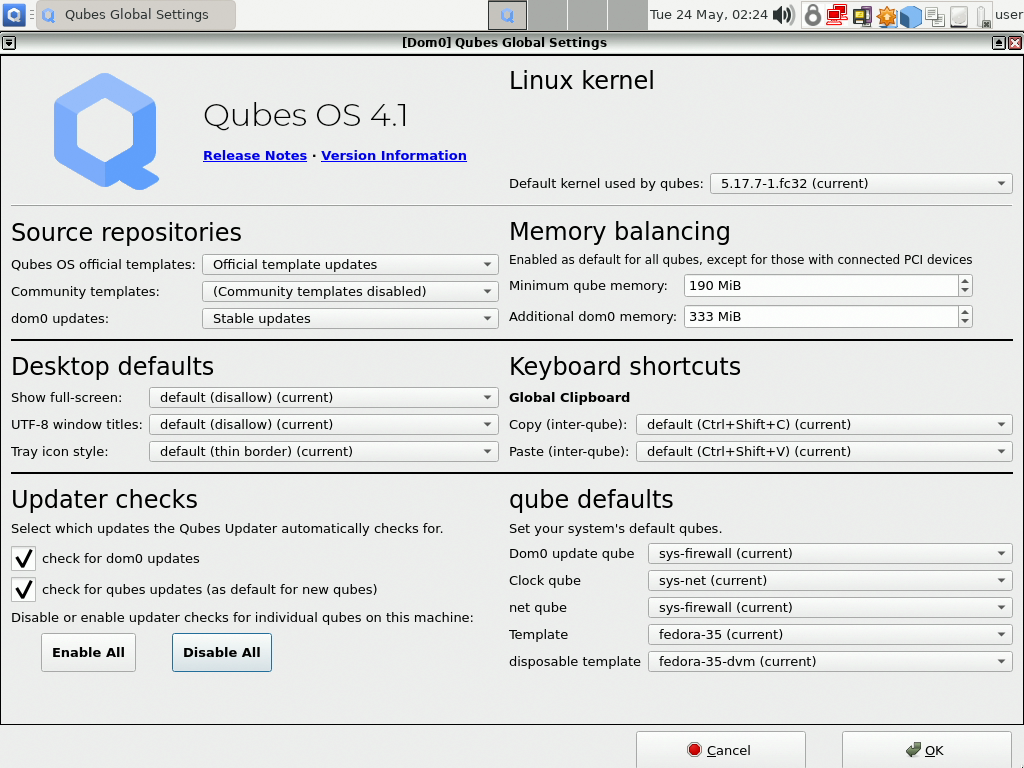 Qubes Global Settings
Tue 24 May, 02:24
user
[Dom0] Qubes Global Settings
Qubes OS 4.1
Release Notes · Version Information
Linux kernel
Default kernel used by qubes: 5.17.7-1.fc32 (current)
Source repositories
Qubes OS official templates: Official template updates
Community templates: (Community templates disabled)
dom0 updates: Stable updates
Memory balancing
Enabled as default for all qubes, except for those with connected PCI devices
Minimum qube memory: 190 MiB
Additional dom0 memory: 333 MiB
Desktop defaults
Show full-screen: default (disallow) (current)
UTF-8 window titles: default (disallow) (current)
Tray icon style: default (thin border) (current)
Keyboard shortcuts
Global Clipboard
Copy (inter-qube): default (Ctrl+Shift+C) (current)
Paste (inter-qube): default (Ctrl+Shift+V) (current)
Updater checks
Select which updates the Qubes Updater automatically checks for.
check for dom0 updates
check for qubes updates (as default for new qubes)
Disable or enable updater checks for individual qubes on this machine:
Enable All
Disable All
qube defaults
Set your system's default qubes.
Dom0 update qube sys-firewall (current)
Clock qube sys-net (current)
net qube sys-firewall (current)
Template fedora-35 (current)
disposable template fedora-35-dvm (current)
Cancel
OK